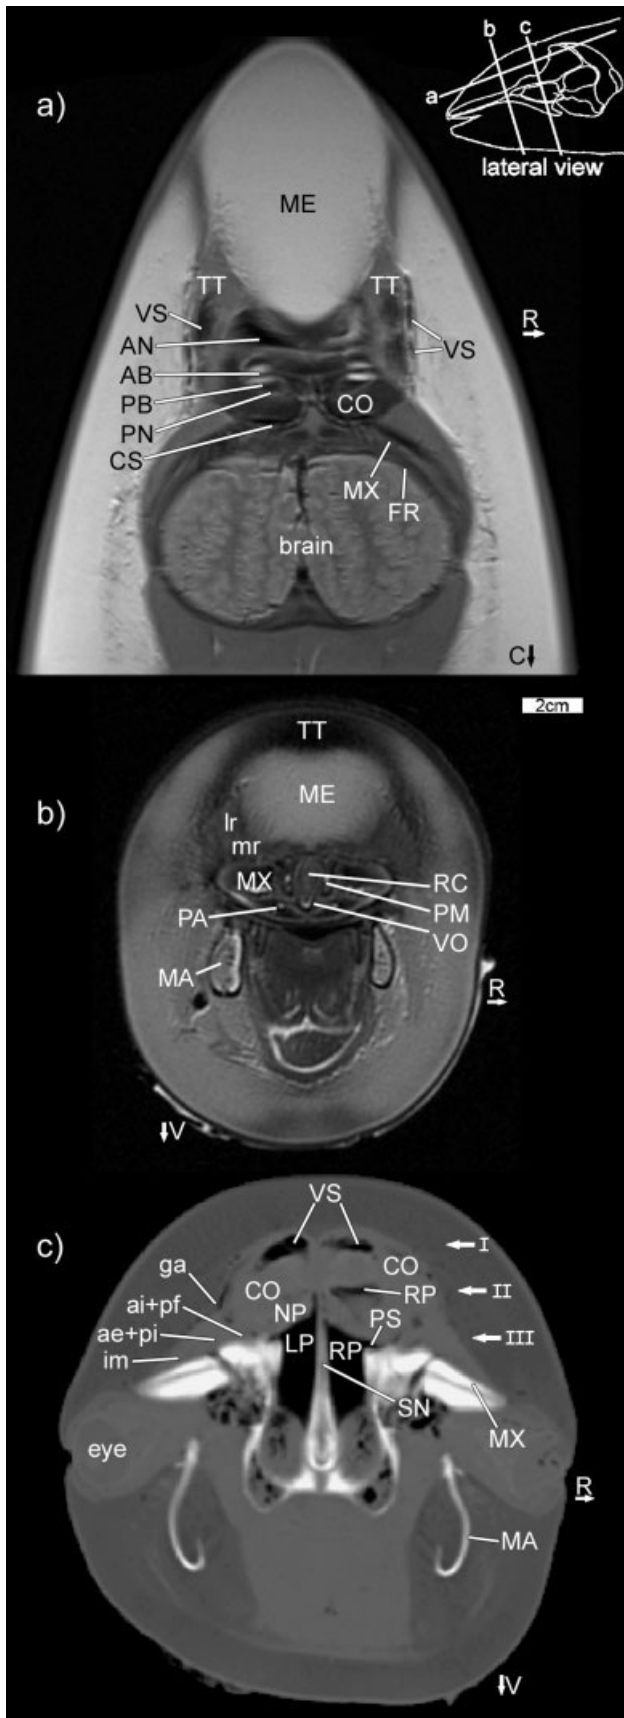 b c
a)
a
lateral view
ME
TT TT
VS
R
AN
VS
AB
PB
CO
PN
CS
MX
FR
brain
C
2cm
TT
b)
ME
lr
mr
MX
RC
PA
PM
VO
MA
R
V
VS
c)
I
CO
ga
CO
RP
II
ai+pf
NP
PS
ae+pi
III
LP
RP
im
SN
MX
eye
R
MA
V